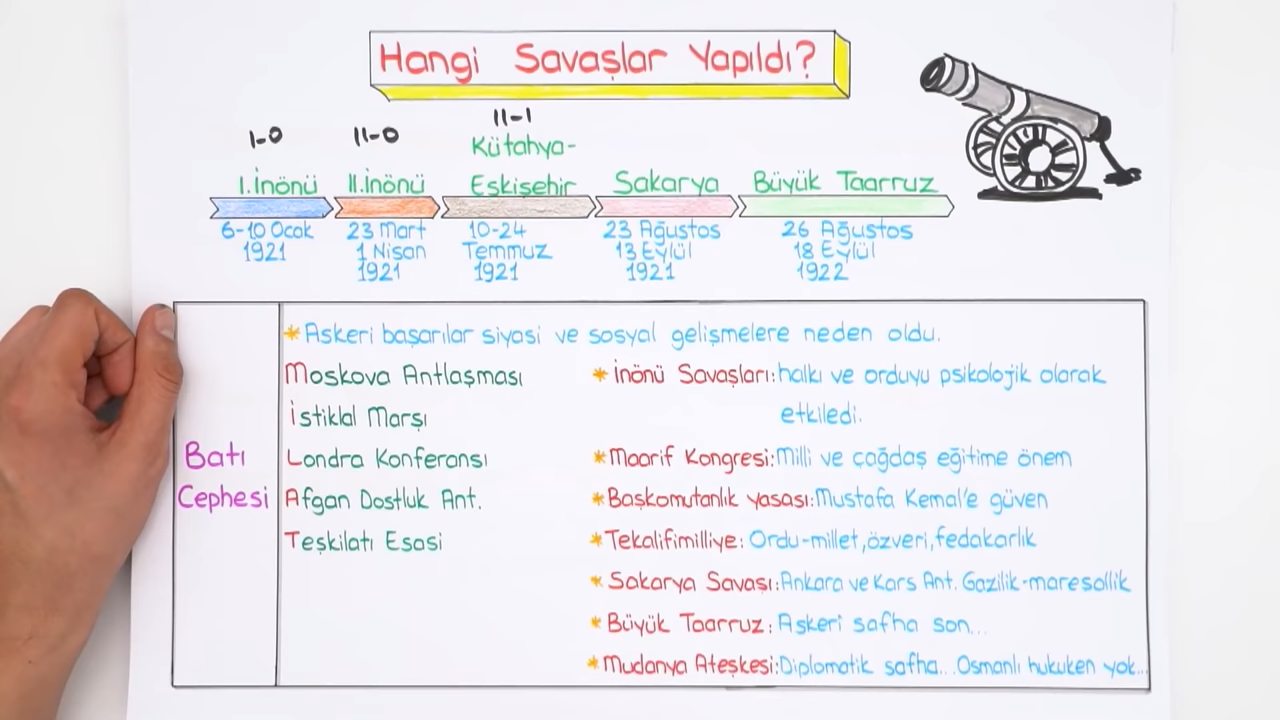 Hangi Savaşlar Yapıldı?
I-0
II-0
II-1
I.İnönü
II.İnönü
Kütahya-
Eskişehir
Sakarya
Büyük Taarruz
6-10 Ocak
1921
23 Mart
1 Nisan
1921
10-24
Temmuz
1921
23 Ağustos
13 Eylül
1921
26 Ağustos
18 Eylül
1922
Batı
Cephesi
*Askeri başarılar siyasi ve sosyal gelişmelere neden oldu.
Moskova Antlaşması
İstiklal Marşı
Londra Konferansı
Afgan Dostluk Ant.
Teşkilatı Esasi
*İnönü Savaşları:halkı ve orduyu psikolojik olarak
etkiledi.
*Maarif Kongresi:Milli ve çağdaş eğitime önem
*Başkomutanlık yasası:Mustafa Kemal'e güven
*Tekalifimilliye: Ordu-millet,özveri,fedakarlık
*Sakarya Savaşı:Ankara ve Kars Ant. Gazilik-maresallik
*Büyük Taarruz: Askeri safha son...
*Mudanya Ateşkesi:Diplomatik safha...Osmanlı hukuken yok...